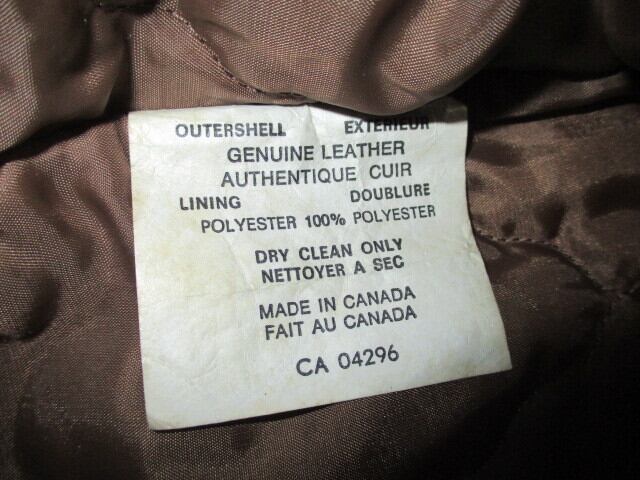 OUTERSHELL EXTERIEUR
GENUINE LEATHER
AUTHENTIQUE CUIR
LINING DOUBLURE
POLYESTER 100% POLYESTER
DRY CLEAN ONLY
NETTOYER A SEC
MADE IN CANADA
FAIT AU CANADA
CA 04296